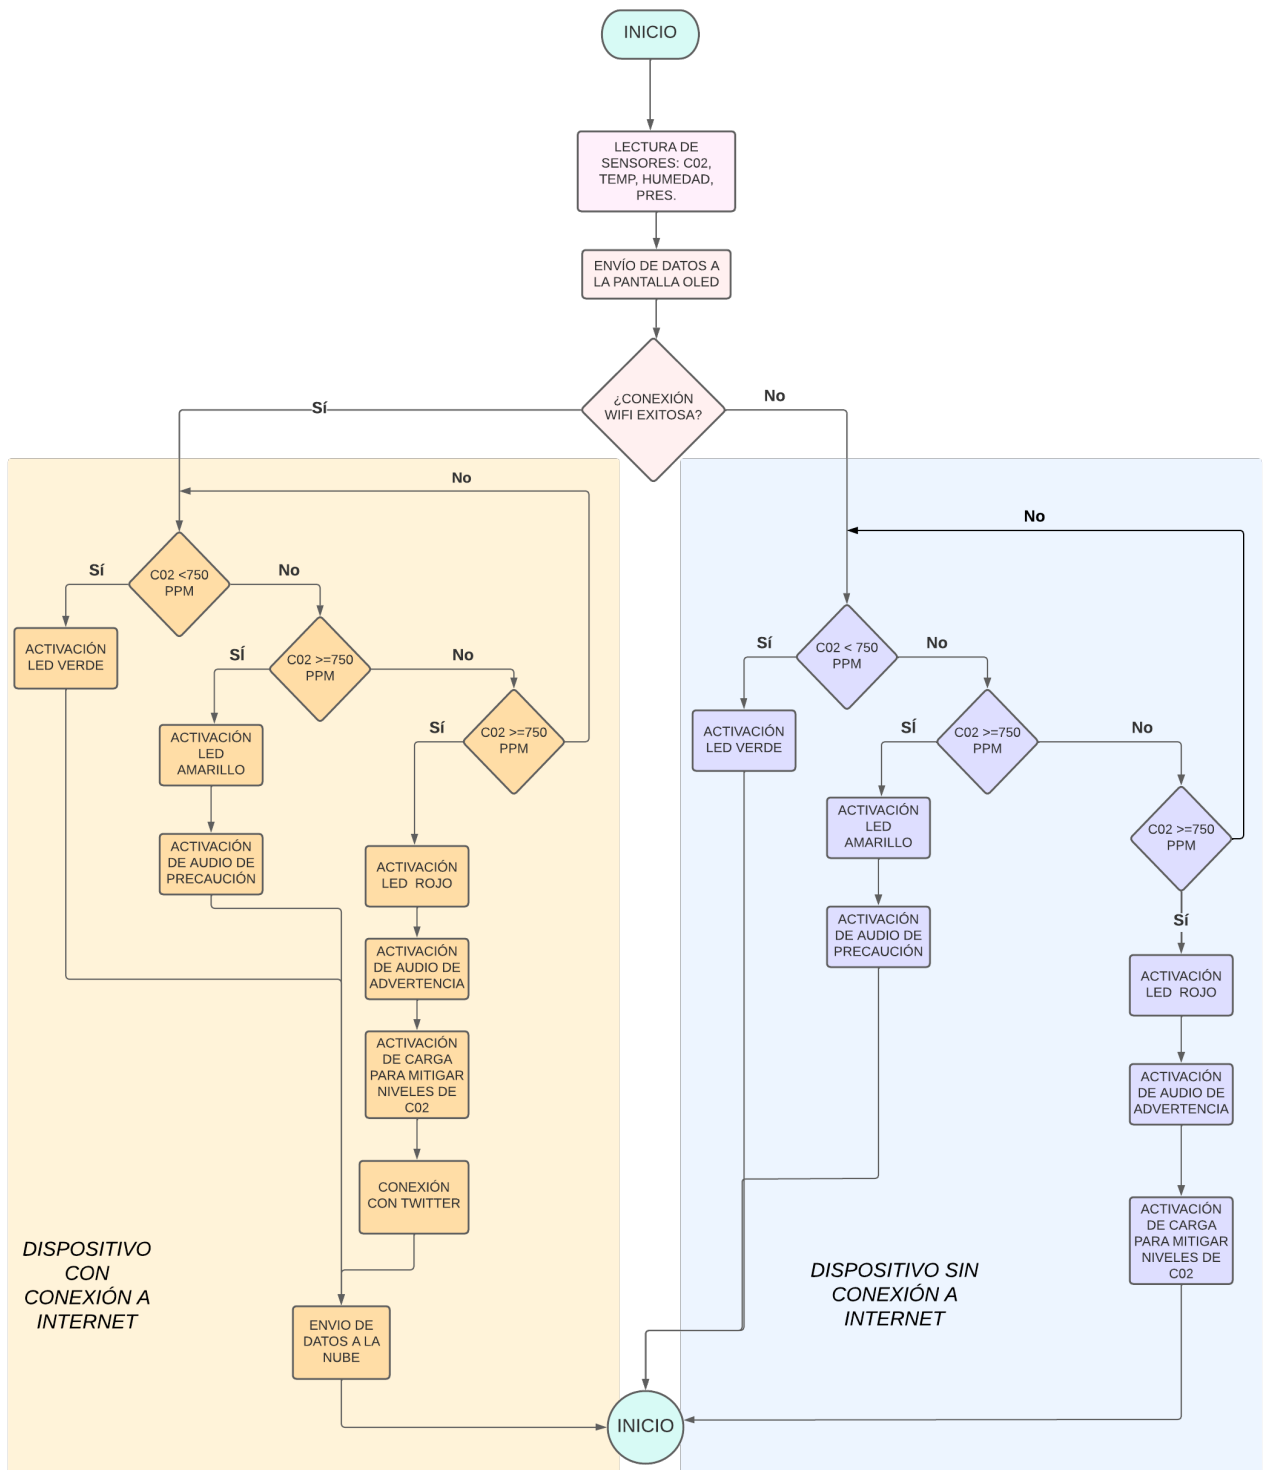 INICIO
LECTURA DE
SENSORES: C02,
TEMP, HUMEDAD,
PRES.
ENVÍO DE DATOS A
LA PANTALLA OLED
¿CONEXIÓN
WIFI EXITOSA?
Sí
No
No
C02 <750
PPM
Sí
No
ACTIVACIÓN
LED VERDE
C02 >=750
PPM
SÍ
No
ACTIVACIÓN
LED
AMARILLO
ACTIVACIÓN
DE AUDIO DE
PRECAUCIÓN
C02 >=750
PPM
Sí
ACTIVACIÓN
LED ROJO
ACTIVACIÓN
DE AUDIO DE
ADVERTENCIA
ACTIVACIÓN
DE CARGA
PARA MITIGAR
NIVELES DE
C02
CONEXIÓN
CON TWITTER
DISPOSITIVO
CON
CONEXIÓN A
INTERNET
ENVIO DE
DATOS A LA
NUBE
No
C02 < 750
PPM
Sí
No
ACTIVACIÓN
LED VERDE
C02 >=750
PPM
SÍ
No
ACTIVACIÓN
LED
AMARILLO
ACTIVACIÓN
DE AUDIO DE
PRECAUCIÓN
C02 >=750
PPM
Sí
ACTIVACIÓN
LED ROJO
ACTIVACIÓN
DE AUDIO DE
ADVERTENCIA
ACTIVACIÓN
DE CARGA
PARA MITIGAR
NIVELES DE
C02
DISPOSITIVO SIN
CONEXIÓN A
INTERNET
INICIO